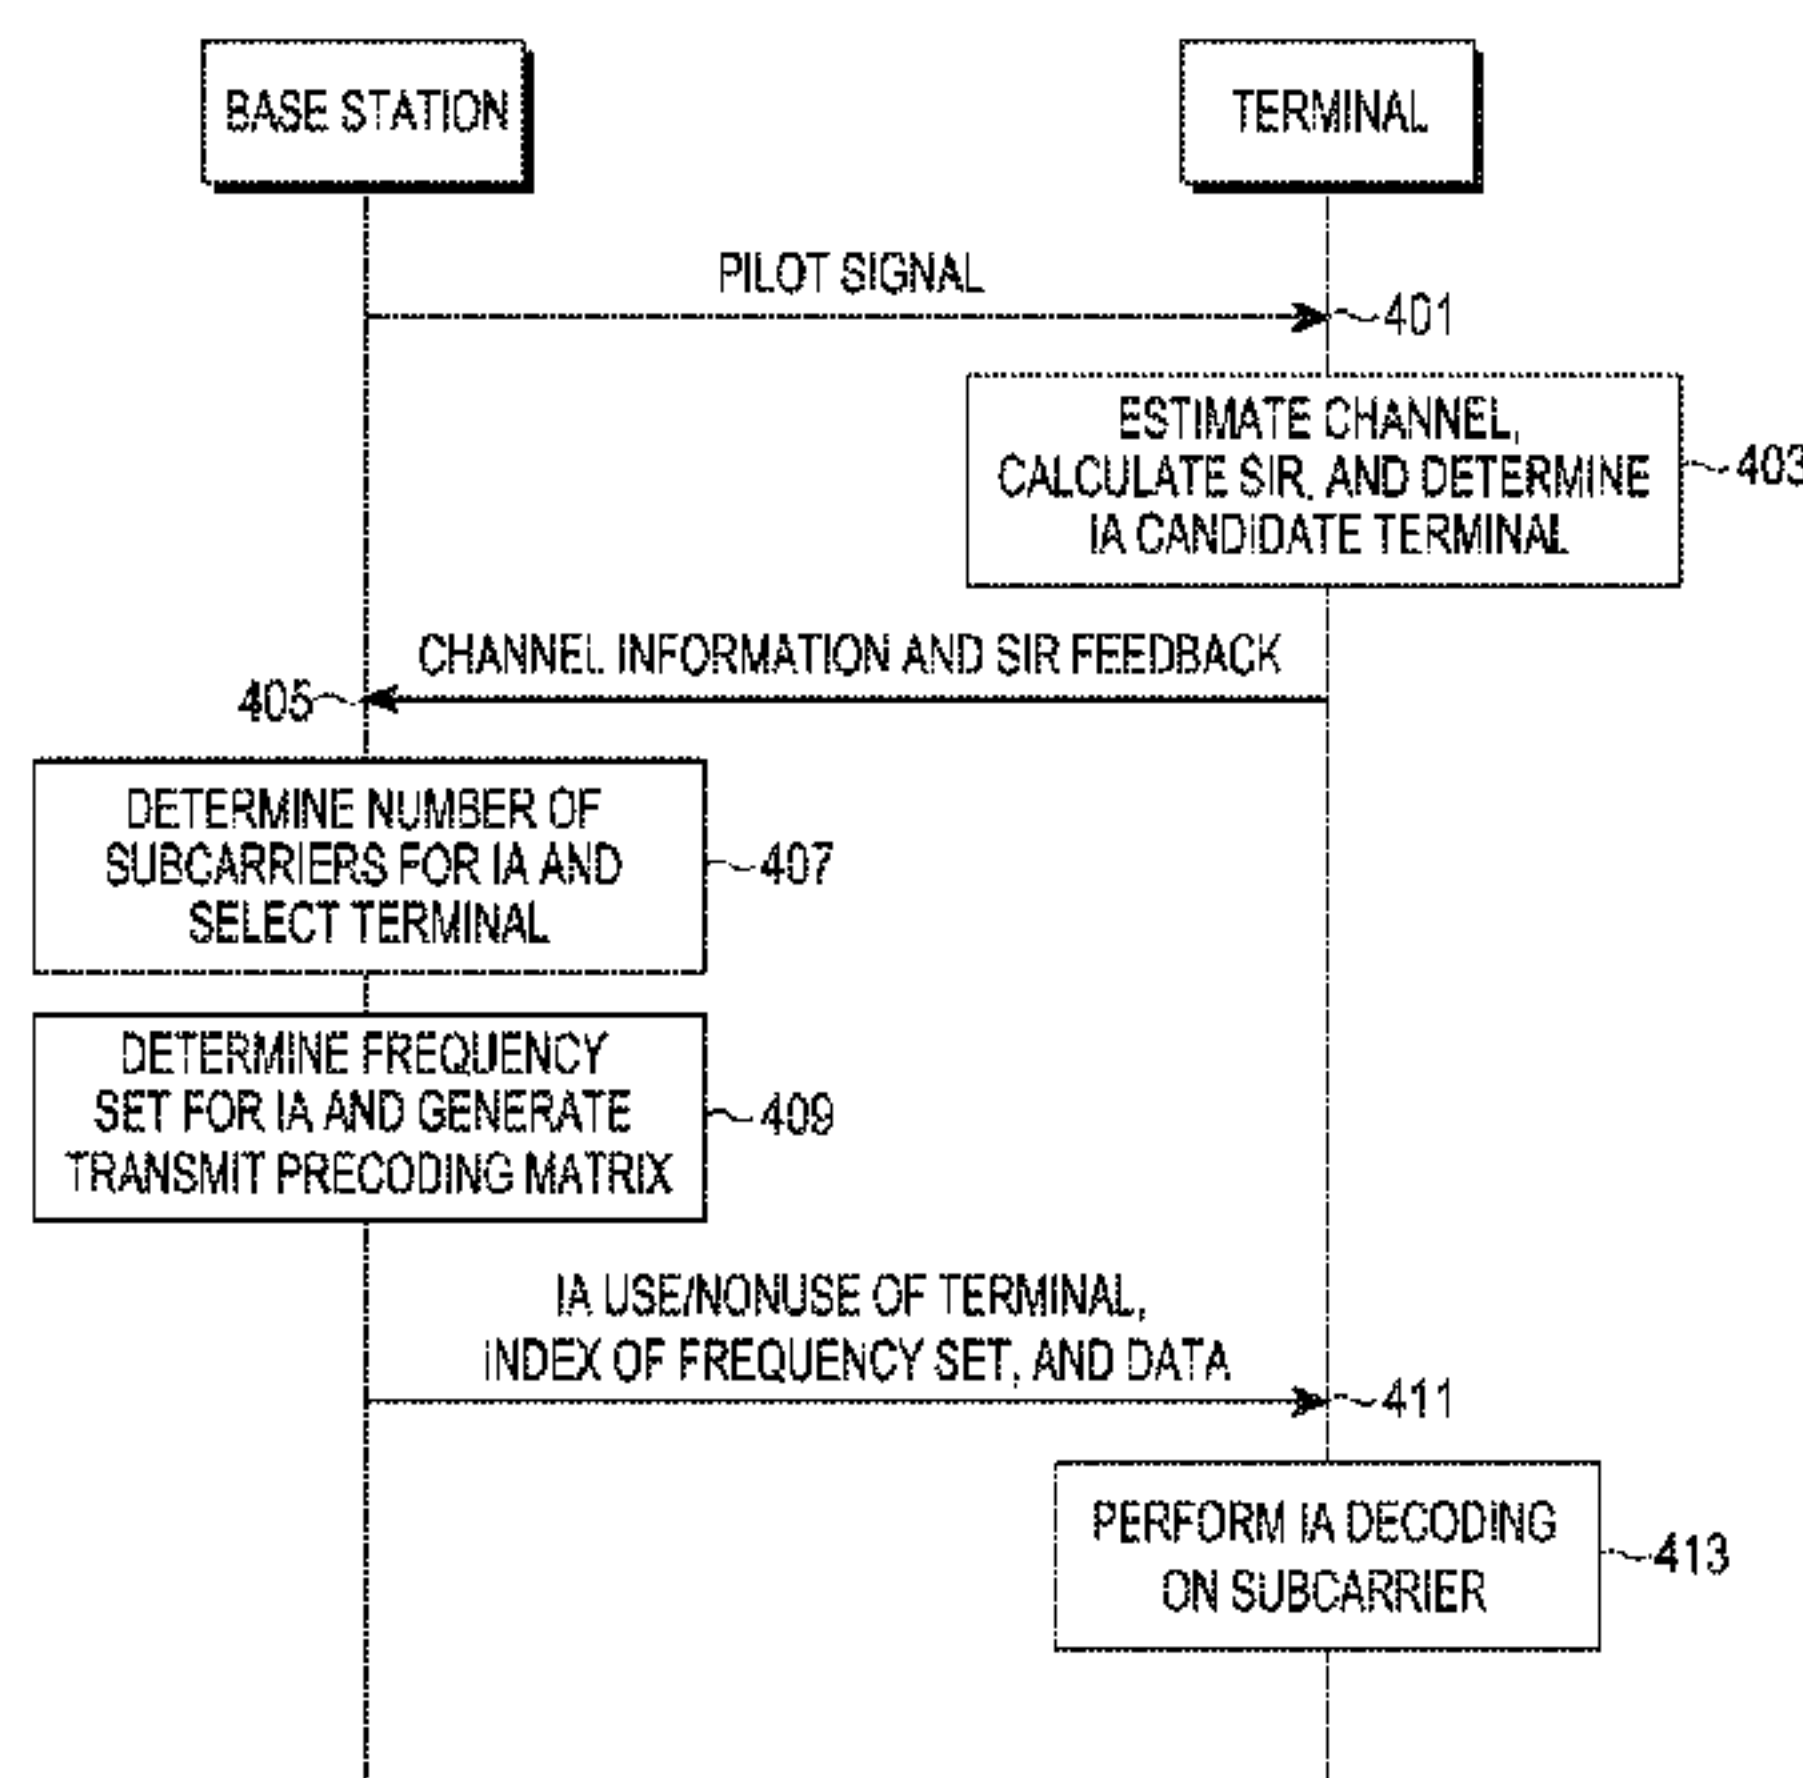 BASE STATION
TERMINAL
PILOT SIGNAL
401
ESTIMATE CHANNEL,
CALCULATE SIR, AND DETERMINE
IA CANDIDATE TERMINAL
403
CHANNEL INFORMATION AND SIR FEEDBACK
405
DETERMINE NUMBER OF
SUBCARRIERS FOR IA AND
SELECT TERMINAL
407
DETERMINE FREQUENCY
SET FOR IA AND GENERATE
TRANSMIT PRECODING MATRIX
409
IA USE/NONUSE OF TERMINAL,
INDEX OF FREQUENCY SET, AND DATA
411
PERFORM IA DECODING
ON SUBCARRIER
413